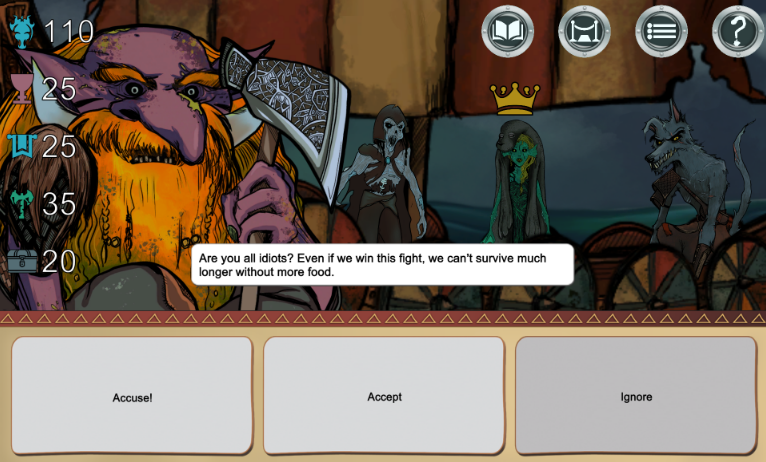 110
25
25
35
20
?
Are you all idiots? Even if we win this fight, we can't survive much
longer without more food.
Accuse!
Accept
Ignore